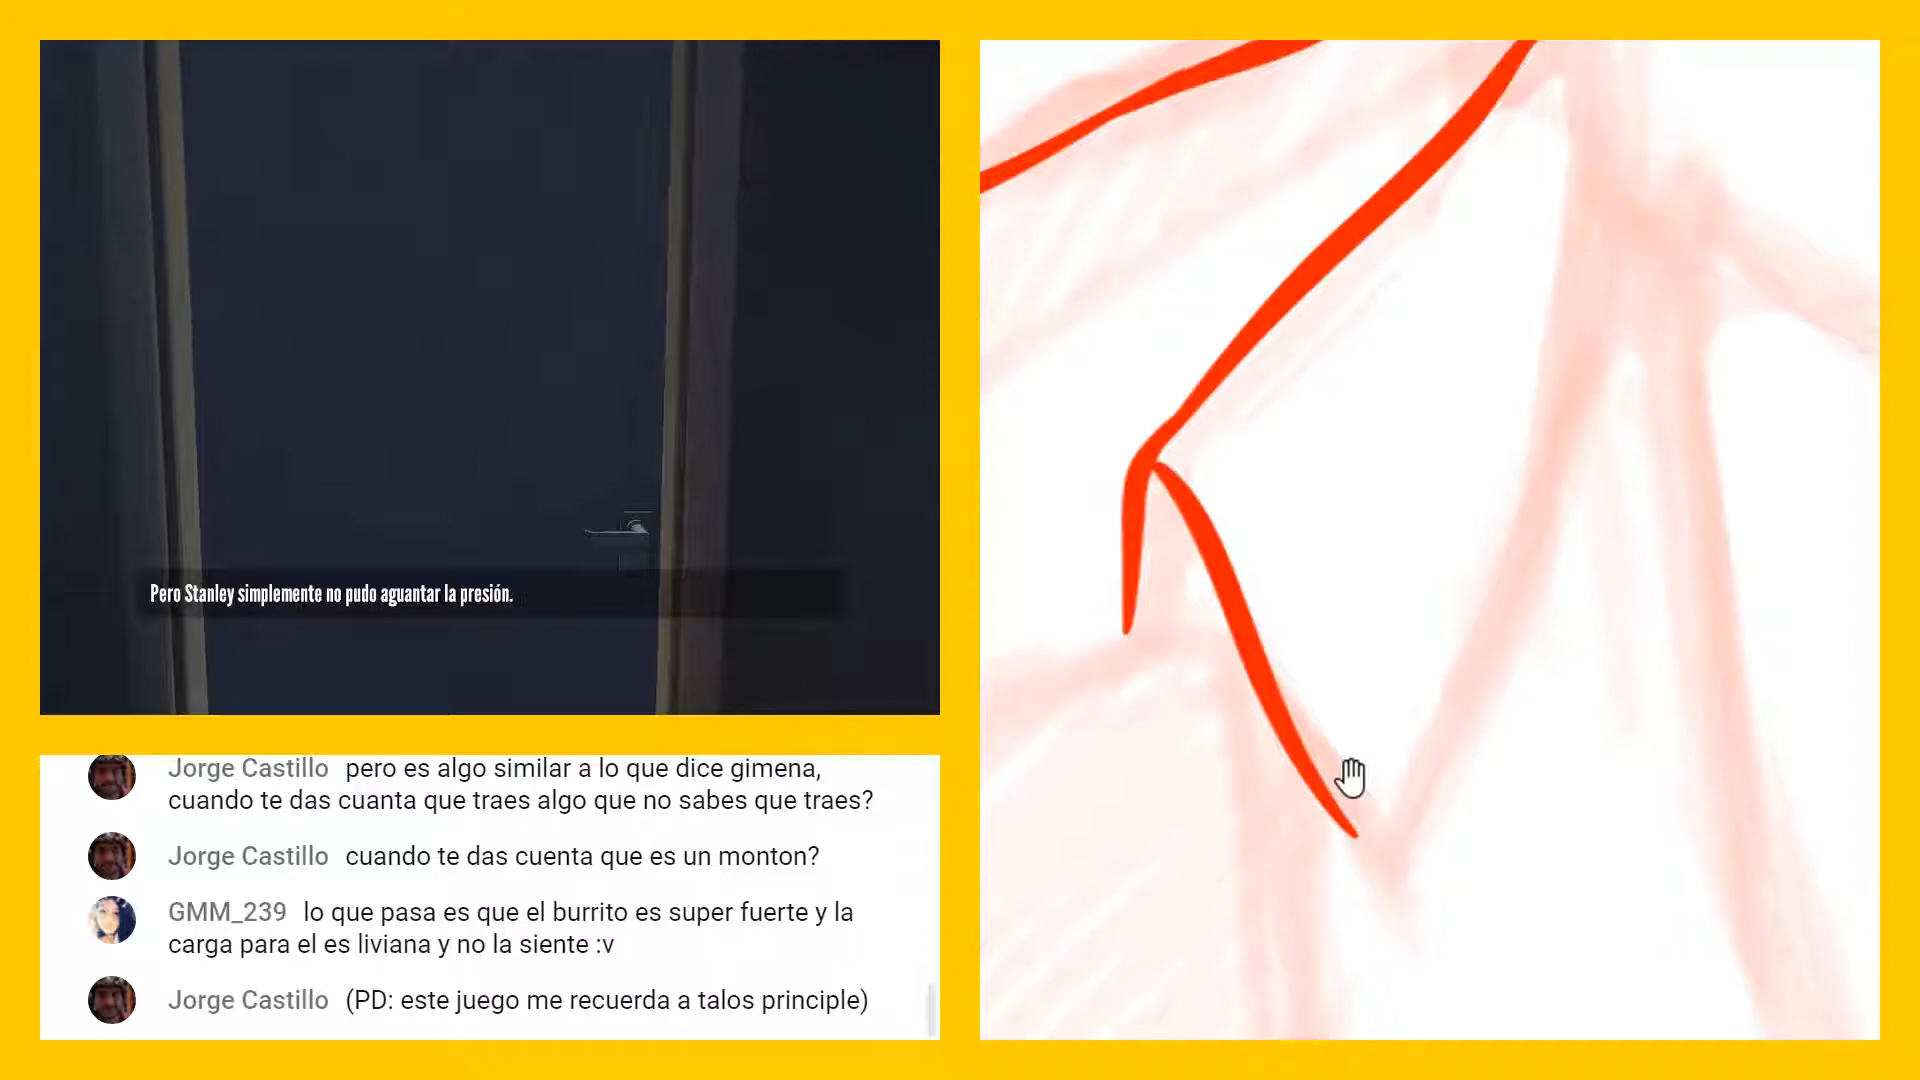 Pero Stanley simplemente no pudo aguantar la presión.
Jorge Castillo pero es algo similar a lo que dice gimena,
cuando te das cuanta que traes algo que no sabes que traes?
Jorge Castillo cuando te das cuenta que es un monton?
GMM_239 lo que pasa es que el burrito es super fuerte y la
carga para el es liviana y no la siente :v
Jorge Castillo (PD: este juego me recuerda a talos principle)